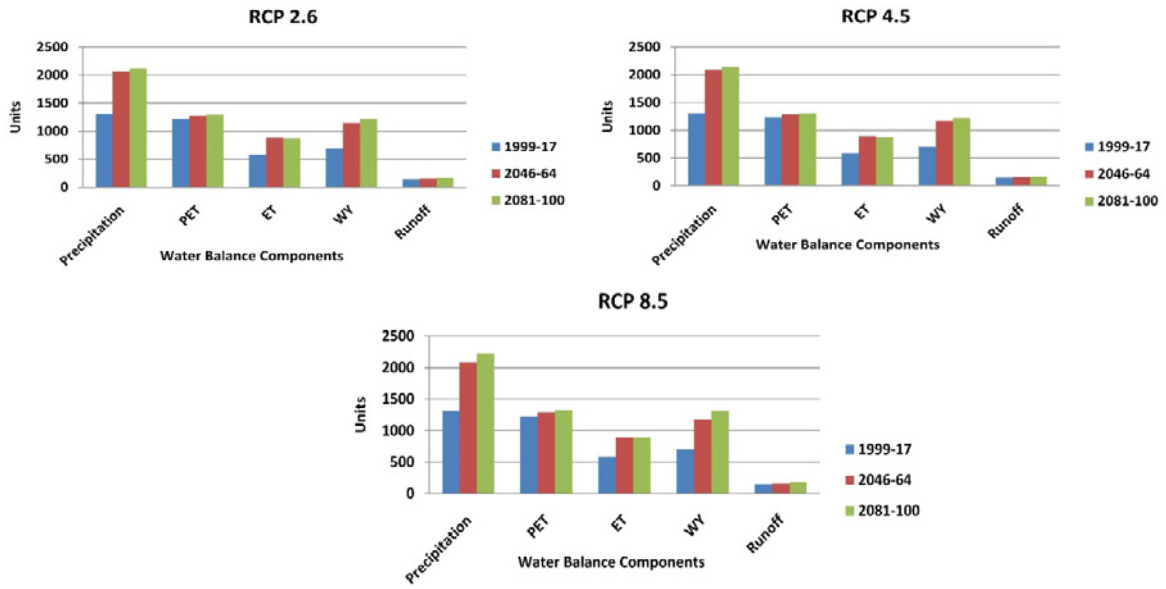 RCP 2.6
Units
2500
2000
1500
1000
500
0
Precipitation
PET
ET
WY
Runoff
Water Balance Components
1999-17
2046-64
2081-100
RCP 4.5
Units
2500
2000
1500
1000
500
0
Precipitation
PET
ET
WY
Runoff
Water Balance Components
1999-17
2046-64
2081-100
RCP 8.5
Units
2500
2000
1500
1000
500
0
Precipitation
PET
ET
WY
Runoff
Water Balance Components
1999-17
2046-64
2081-100